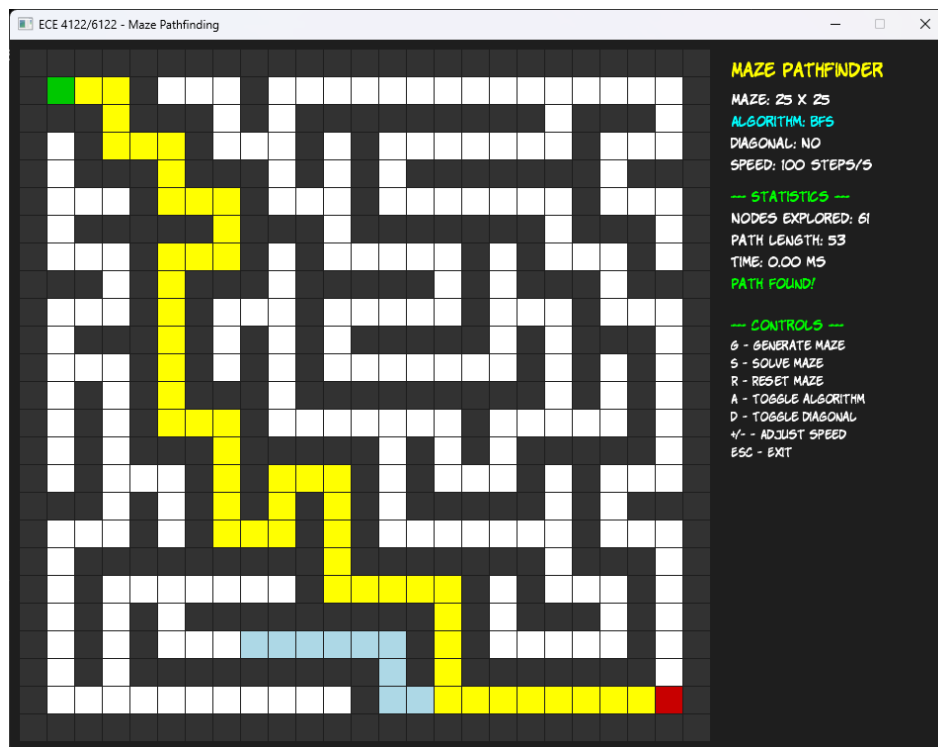 ECE 4122/6122 - Maze Pathfinding
MAZE PATHFINDER
MAZE: 25 X 25
ALGORITHM: BFS
DIAGONAL: NO
SPEED: 100 STEPS/S
--- STATISTICS ---
NODES EXPLORED: 61
PATH LENGTH: 53
TIME: 0.00 MS
PATH FOUND!
--- CONTROLS ---
G - GENERATE MAZE
S - SOLVE MAZE
R - RESET MAZE
A - TOGGLE ALGORITHM
D - TOGGLE DIAGONAL
+/- - ADJUST SPEED
ESC - EXIT